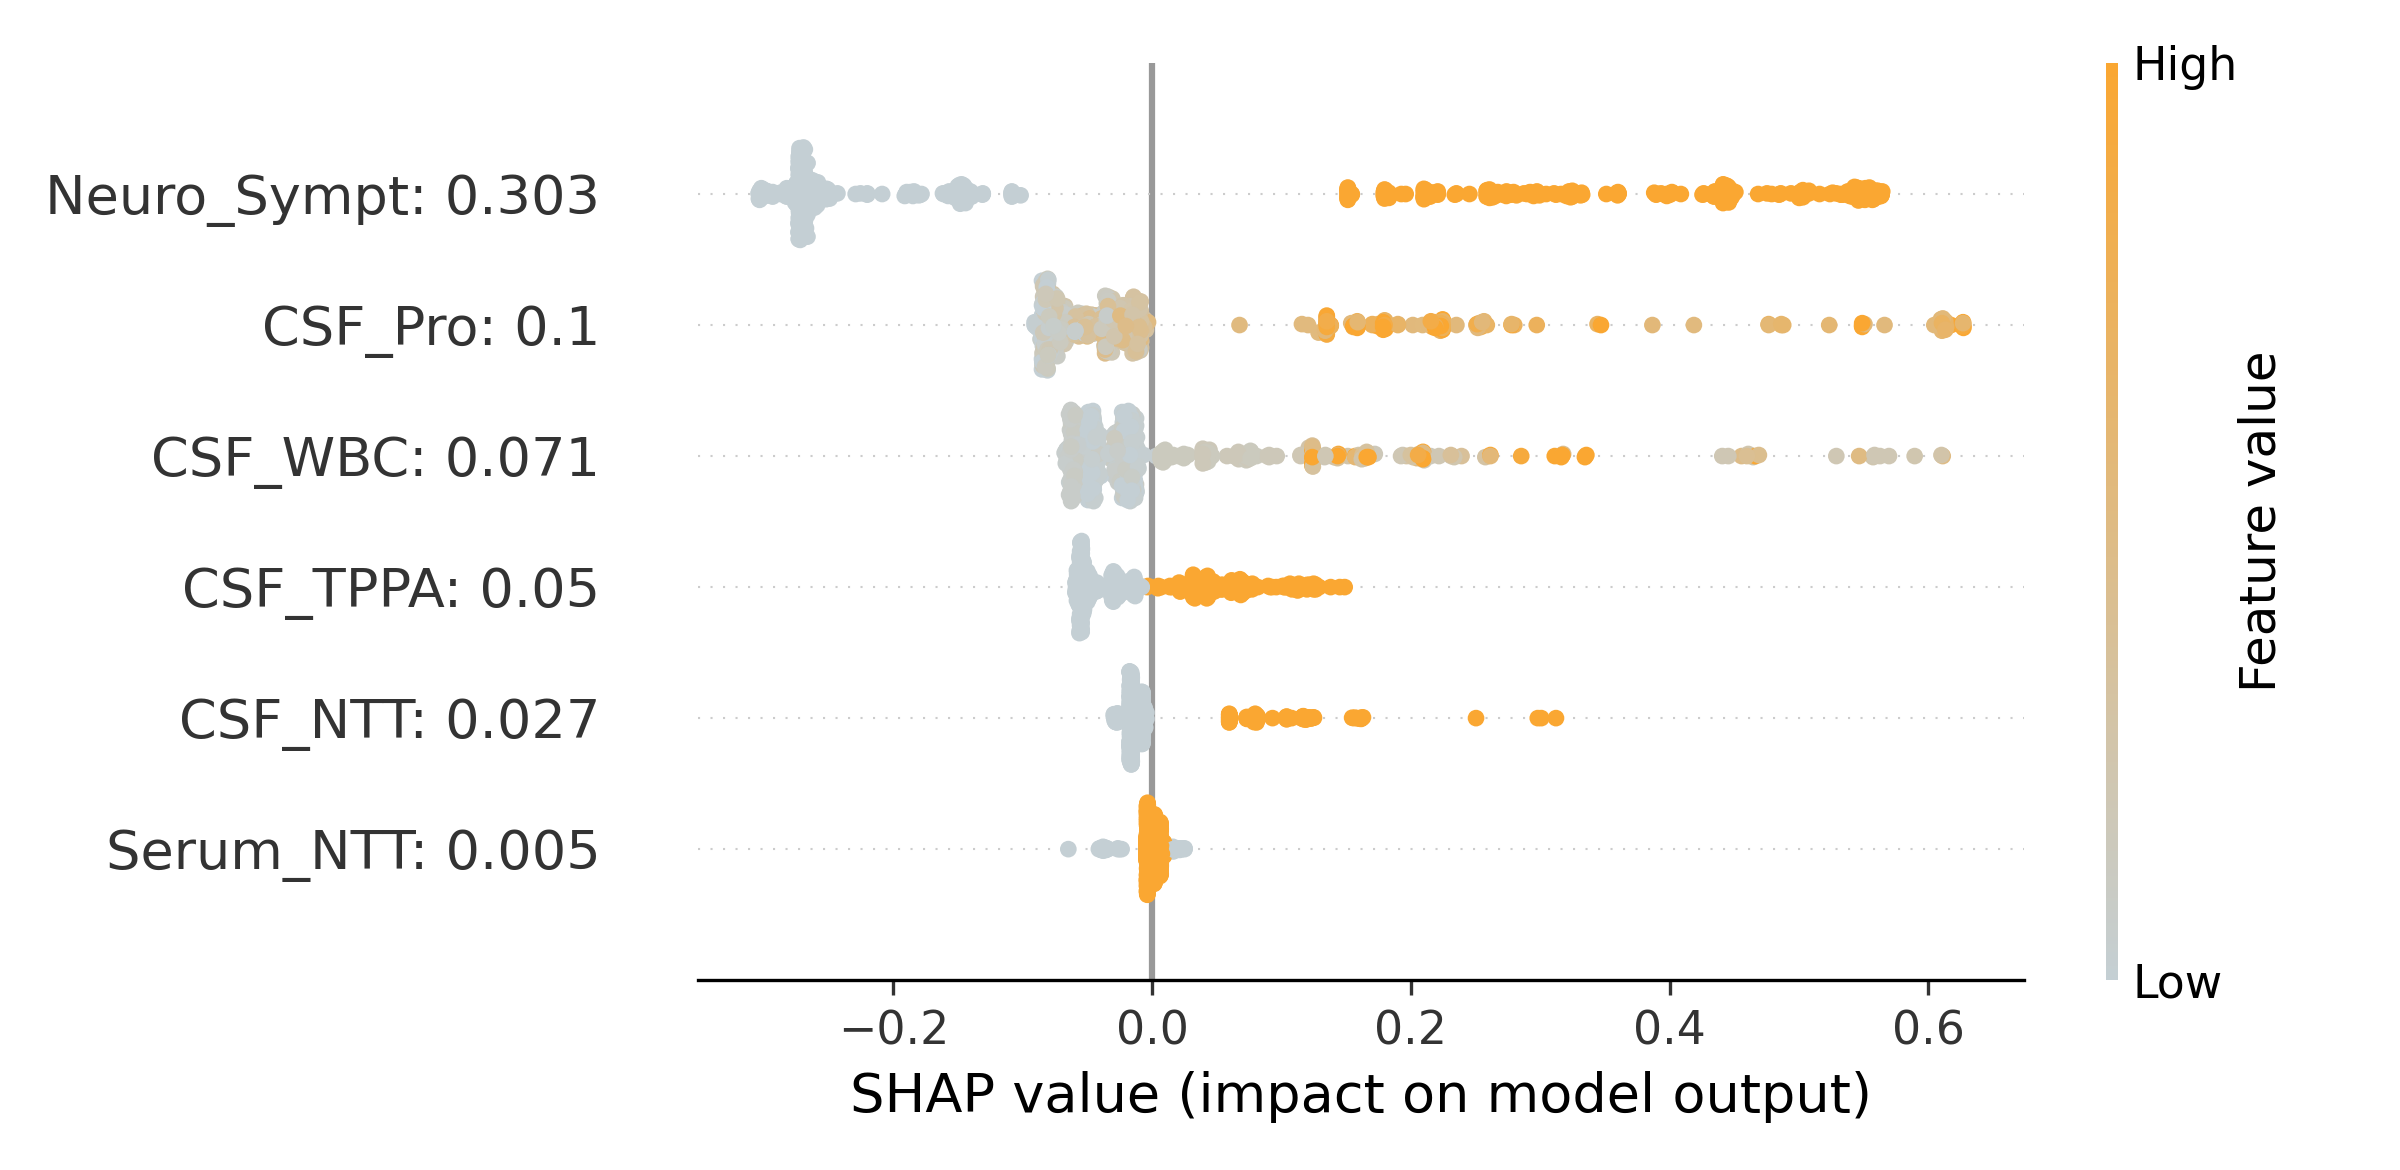 High
Neuro_Sympt: 0.303
CSF_Pro: 0.1
CSF_WBC: 0.071
CSF_TPPA: 0.05
CSF_NTT: 0.027
Serum_NTT: 0.005
Feature value
Low
−0.2 0.0 0.2 0.4 0.6
SHAP value (impact on model output)